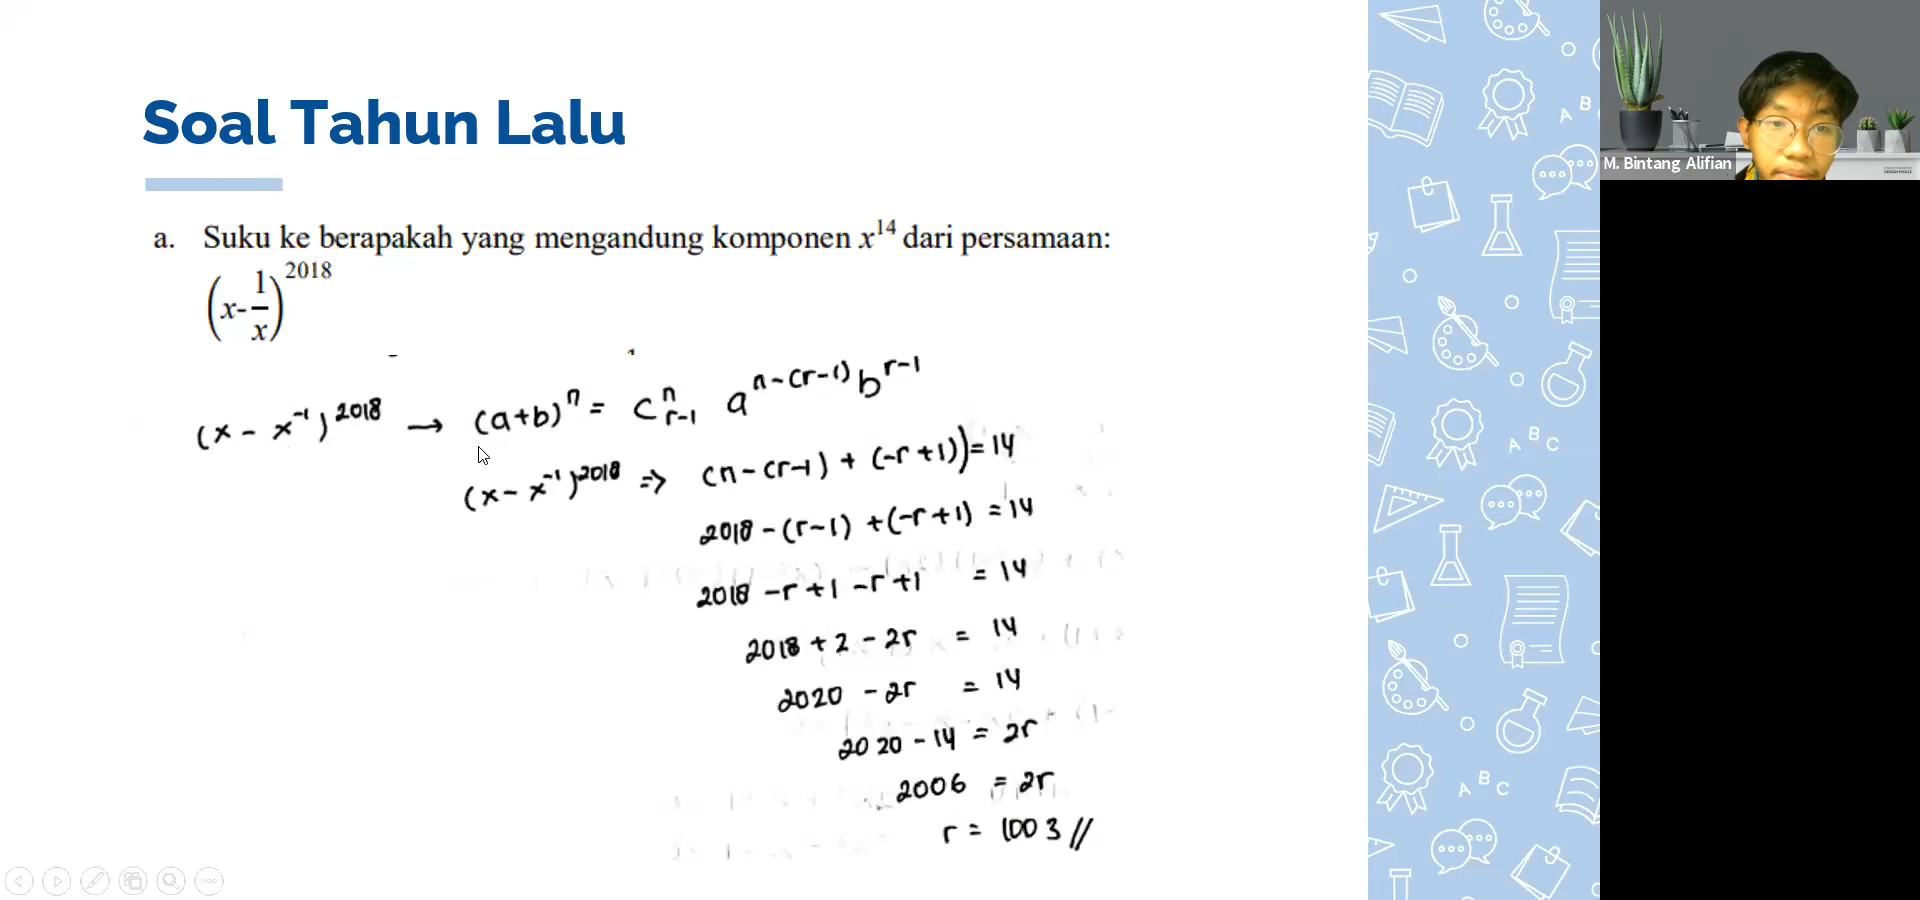 Soal Tahun Lalu
a. Suku ke berapakah yang mengandung komponen x¹⁴ dari persamaan:
(x-1/x)²⁰¹⁸
(x - x⁻¹)²⁰¹⁸ → (a+b)ⁿ = Cⁿᵣ₋₁ a^(n-(r-1)) b^(r-1)
(x - x⁻¹)²⁰¹⁸ ⇒ (n-(r-1) + (-r+1)) = 14
2018 - (r-1) + (-r+1) = 14
2018 - r + 1 - r + 1 = 14
2018 + 2 - 2r = 14
2020 - 2r = 14
2020 - 14 = 2r
2006 = 2r
r = 1003 //
M. Bintang Alifian
A B
A B C
A B C
A B C